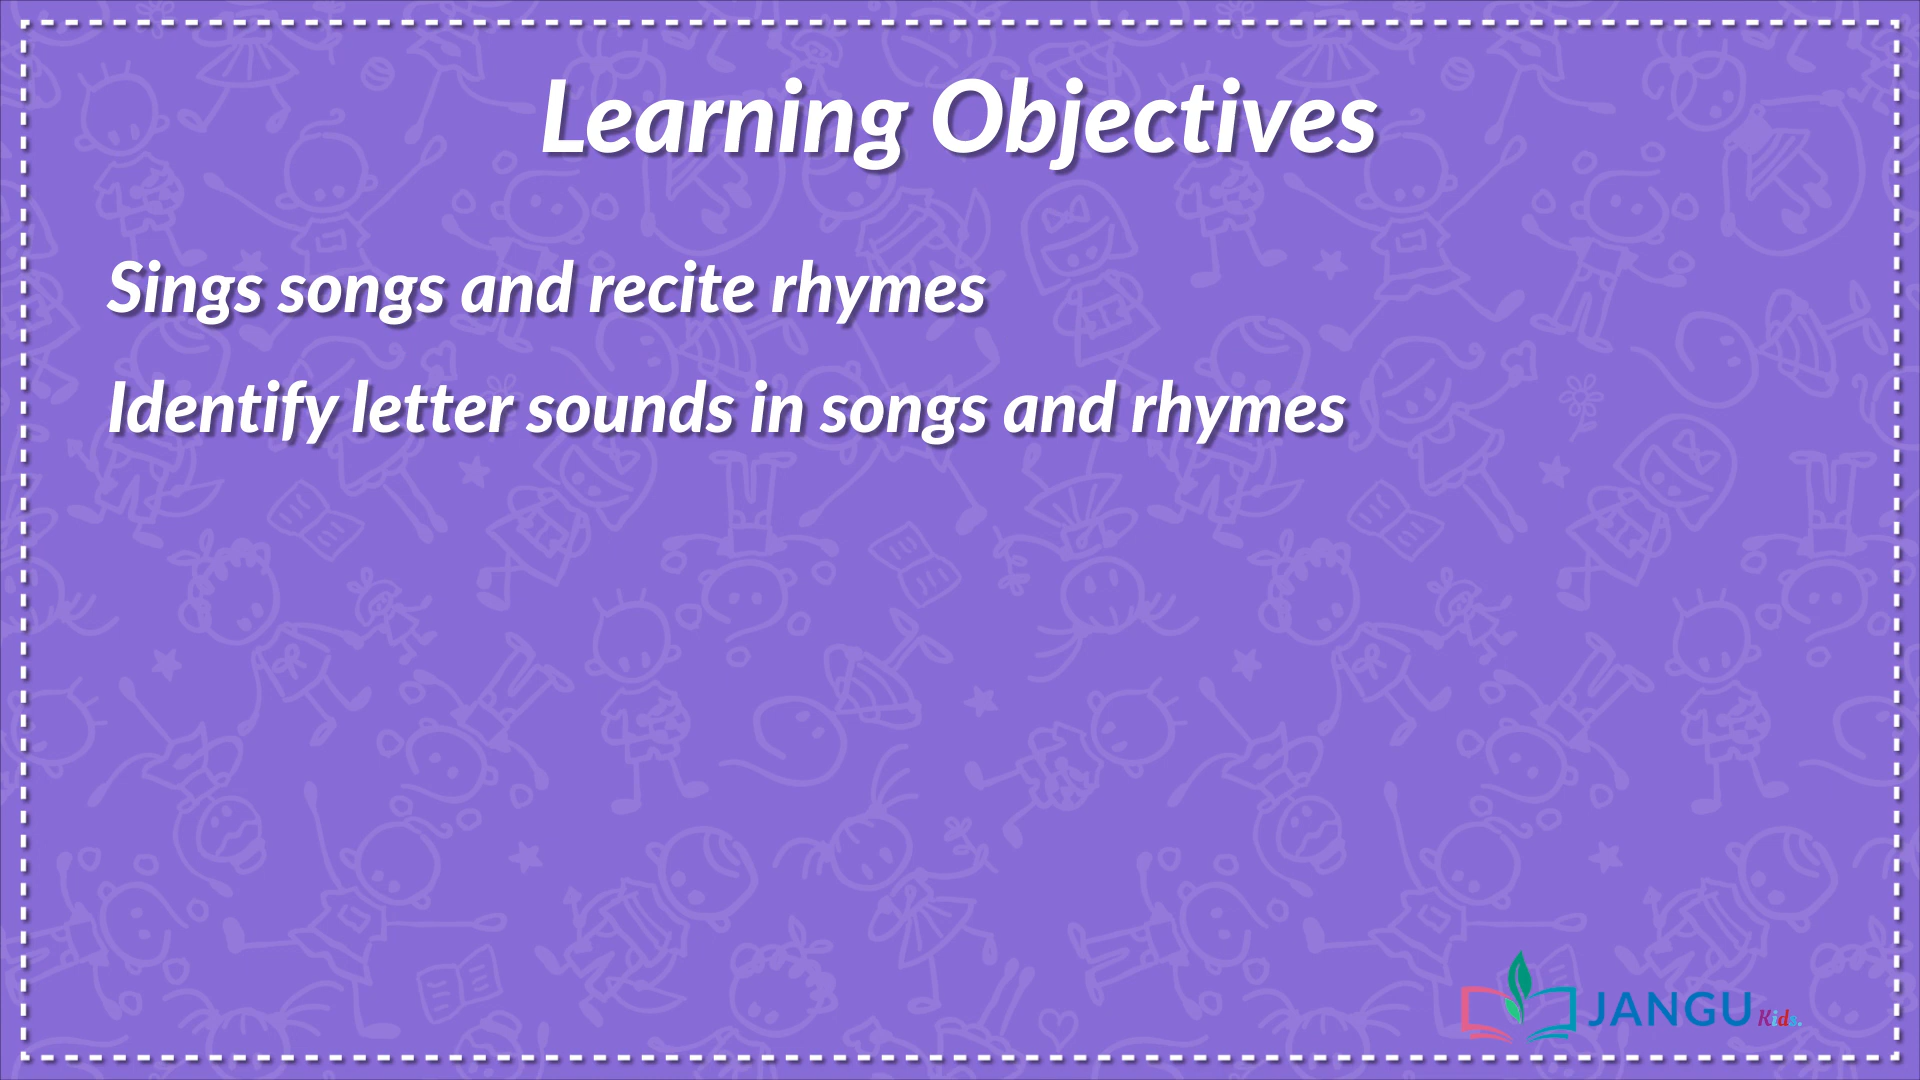 Learning Objectives
Sings songs and recite rhymes
Identify letter sounds in songs and rhymes
JANGU Kids.